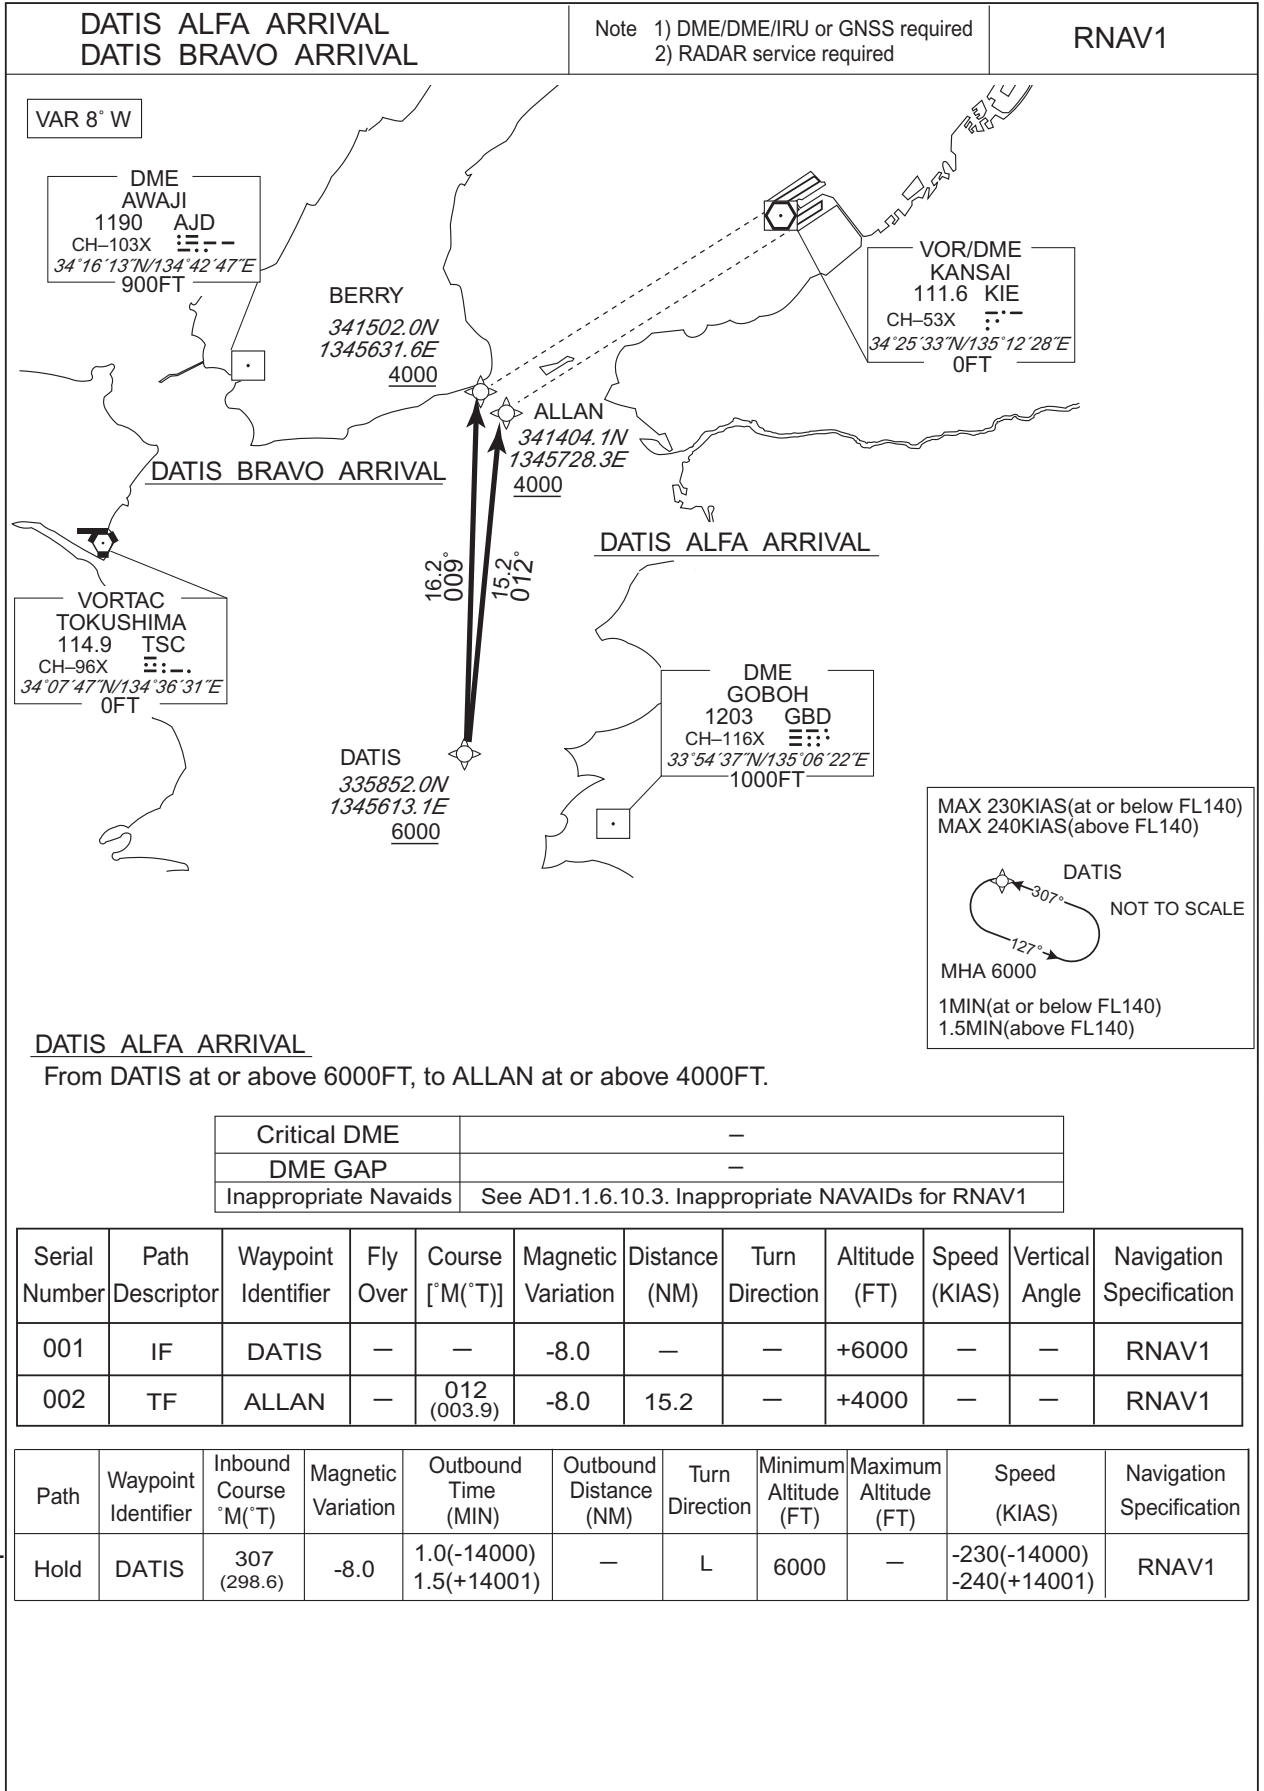 DATIS ALFA ARRIVAL
DATIS BRAVO ARRIVAL
Note 1) DME/DME/IRU or GNSS required
2) RADAR service required
RNAV1
VAR 8° W
DME
AWAJI
1190 AJD
CH–103X
34°16´13˝N/134°42´47˝E
900FT
BERRY
341502.0N
1345631.6E
4000
VOR/DME
KANSAI
111.6 KIE
CH–53X
34°25´33˝N/135°12´28˝E
0FT
ALLAN
341404.1N
1345728.3E
4000
DATIS BRAVO ARRIVAL
DATIS ALFA ARRIVAL
16.2
009°
15.2
012°
VORTAC
TOKUSHIMA
114.9 TSC
CH–96X
34°07´47˝N/134°36´31˝E
0FT
DME
GOBOH
1203 GBD
CH–116X
33°54´37˝N/135°06´22˝E
1000FT
DATIS
335852.0N
1345613.1E
6000
MAX 230KIAS(at or below FL140)
MAX 240KIAS(above FL140)
DATIS
307°
NOT TO SCALE
127°
MHA 6000
1MIN(at or below FL140)
1.5MIN(above FL140)
DATIS ALFA ARRIVAL
From DATIS at or above 6000FT, to ALLAN at or above 4000FT.
Critical DME –
DME GAP –
Inappropriate Navaids See AD1.1.6.10.3. Inappropriate NAVAIDs for RNAV1
Serial Number Path Descriptor Waypoint Identifier Fly Over Course [°M(°T)] Magnetic Variation Distance (NM) Turn Direction Altitude (FT) Speed (KIAS) Vertical Angle Navigation Specification
001 IF DATIS – – -8.0 – – +6000 – – RNAV1
002 TF ALLAN – 012 (003.9) -8.0 15.2 – +4000 – – RNAV1
Path Waypoint Identifier Inbound Course °M(°T) Magnetic Variation Outbound Time (MIN) Outbound Distance (NM) Turn Direction Minimum Altitude (FT) Maximum Altitude (FT) Speed (KIAS) Navigation Specification
Hold DATIS 307 (298.6) -8.0 1.0(-14000) 1.5(+14001) – L 6000 – -230(-14000) -240(+14001) RNAV1